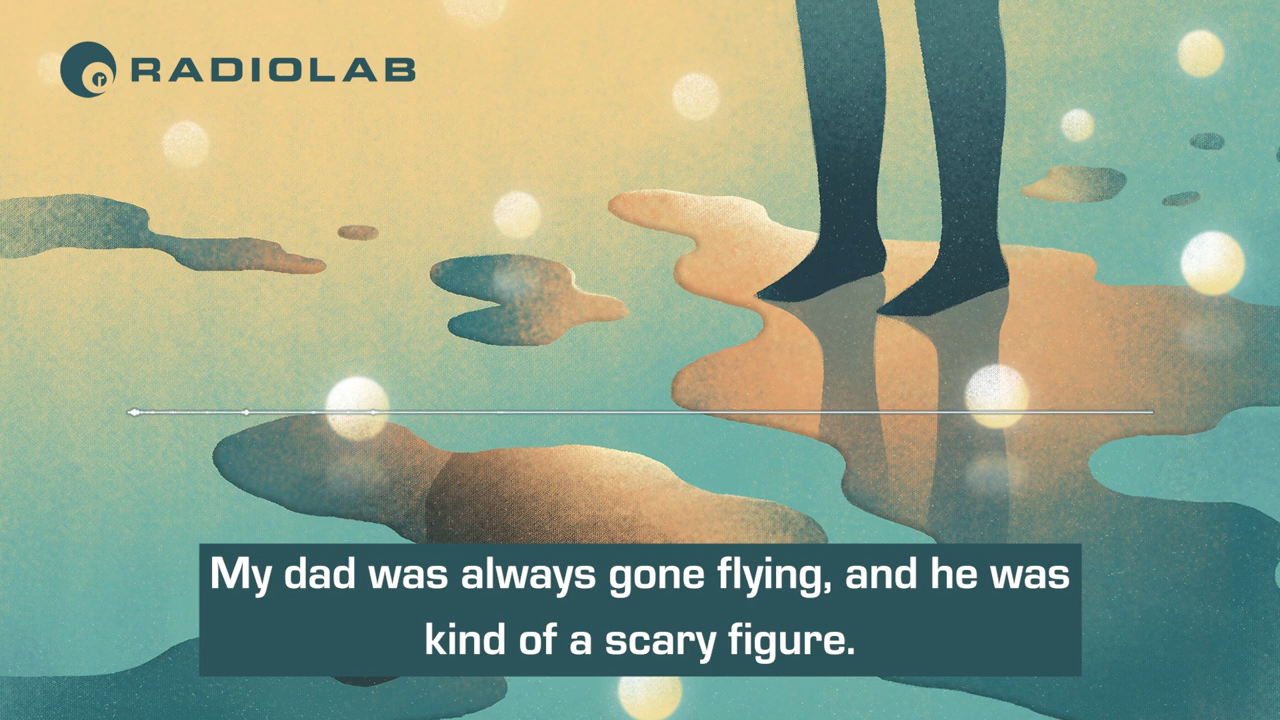 RADIOLAB
My dad was always gone flying, and he was
kind of a scary figure.